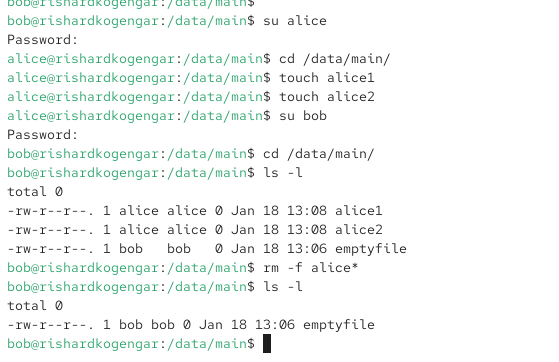 bob@rishardkogengar:/data/main$
bob@rishardkogengar:/data/main$ su alice
Password:
alice@rishardkogengar:/data/main$ cd /data/main/
alice@rishardkogengar:/data/main$ touch alice1
alice@rishardkogengar:/data/main$ touch alice2
alice@rishardkogengar:/data/main$ su bob
Password:
bob@rishardkogengar:/data/main$ cd /data/main/
bob@rishardkogengar:/data/main$ ls -l
total 0
-rw-r--r--. 1 alice alice 0 Jan 18 13:08 alice1
-rw-r--r--. 1 alice alice 0 Jan 18 13:08 alice2
-rw-r--r--. 1 bob   bob   0 Jan 18 13:06 emptyfile
bob@rishardkogengar:/data/main$ rm -f alice*
bob@rishardkogengar:/data/main$ ls -l
total 0
-rw-r--r--. 1 bob bob 0 Jan 18 13:06 emptyfile
bob@rishardkogengar:/data/main$